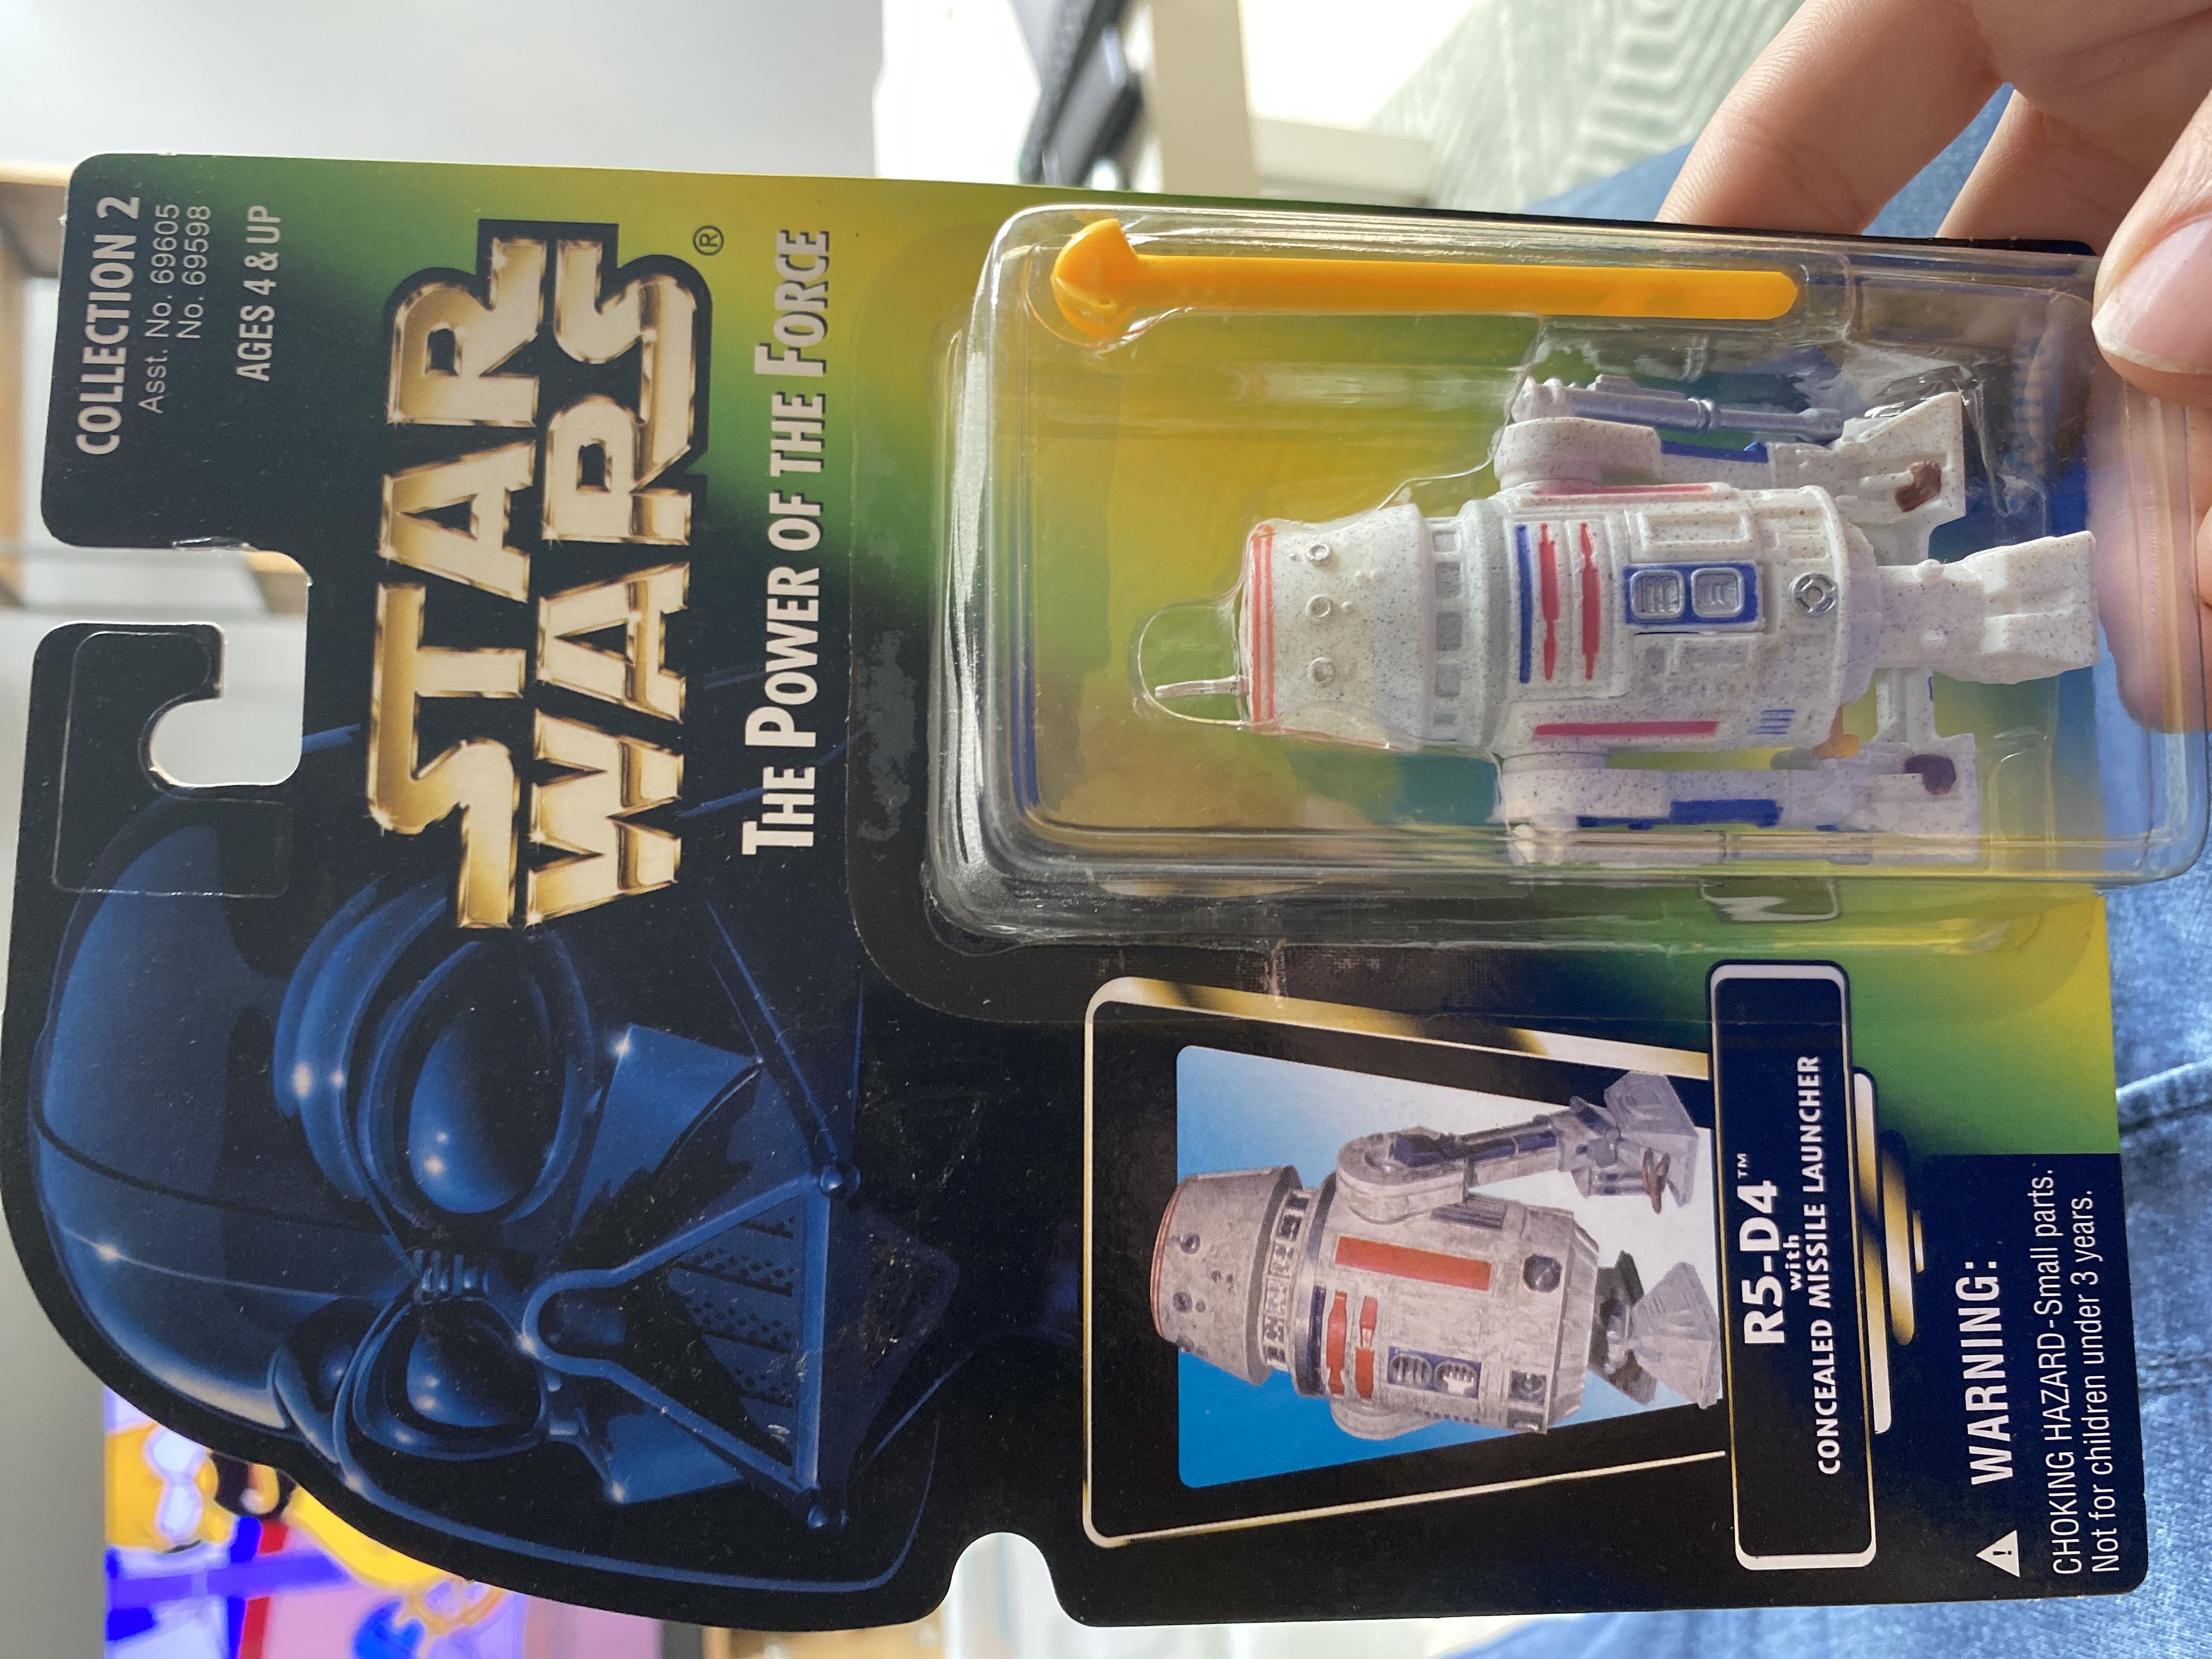 COLLECTION 2
Asst. No. 69605
No. 69598
AGES 4 & UP
STAR
WARS®
THE POWER OF THE FORCE
R5-D4™
with
CONCEALED MISSILE LAUNCHER
WARNING:
CHOKING HAZARD-Small parts.
Not for children under 3 years.